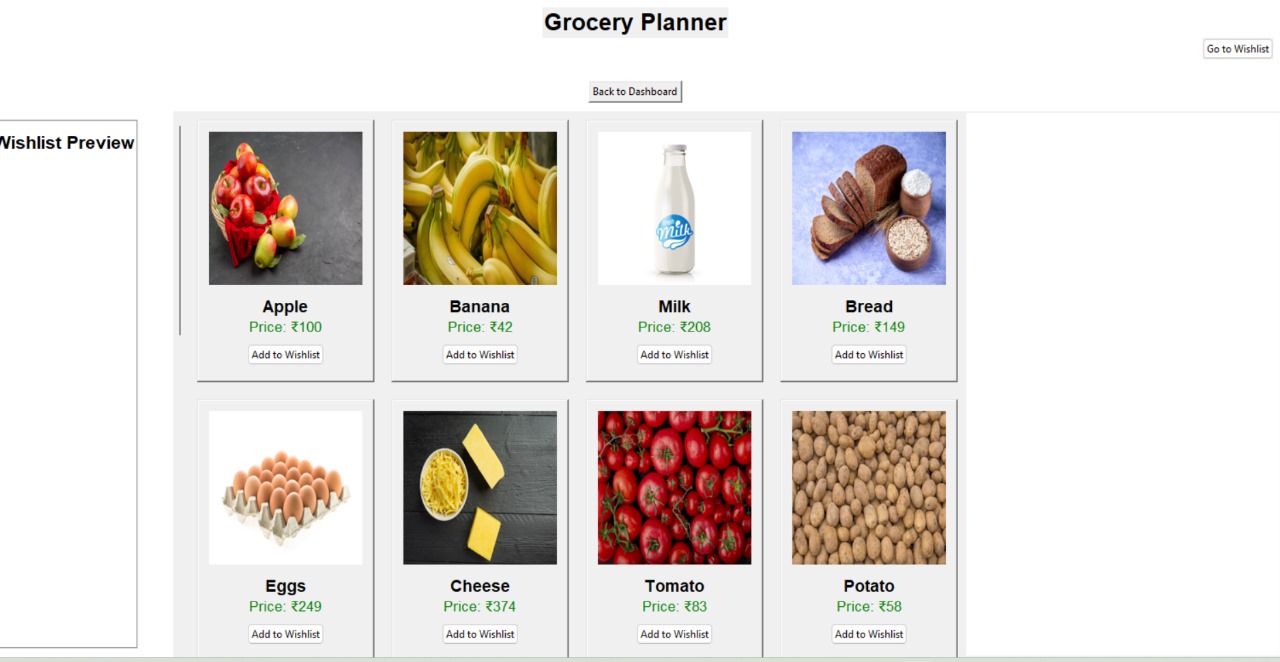 Grocery Planner
Go to Wishlist
Back to Dashboard
Wishlist Preview
Milk
Apple
Banana
Milk
Bread
Price: ₹100
Price: ₹42
Price: ₹208
Price: ₹149
Add to Wishlist
Add to Wishlist
Add to Wishlist
Add to Wishlist
Eggs
Cheese
Tomato
Potato
Price: ₹249
Price: ₹374
Price: ₹83
Price: ₹58
Add to Wishlist
Add to Wishlist
Add to Wishlist
Add to Wishlist